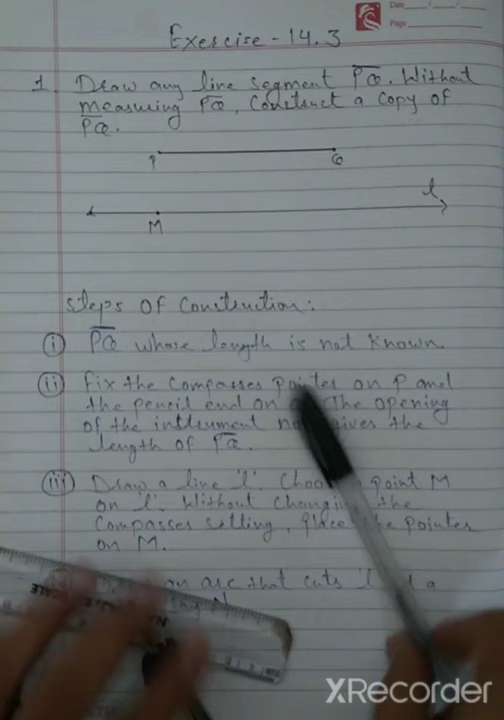 Date
Page
Exercise - 14.3
1. Draw any line segment PQ. Without
measuring PQ, Construct a copy of
PQ.
P Q
l
M
Steps of Construction:
(i) PQ whose length is not known
(ii) Fix the Compasses pointer on P and
the pencil end on The opening
of the instrument gives the
length of PQ.
(iii) Draw a line 'l'. Choose a point M
on 'l'. Without changing the
Compasses setting, place the pointer
on M.
an arc that cuts 'l' a
XRecorder